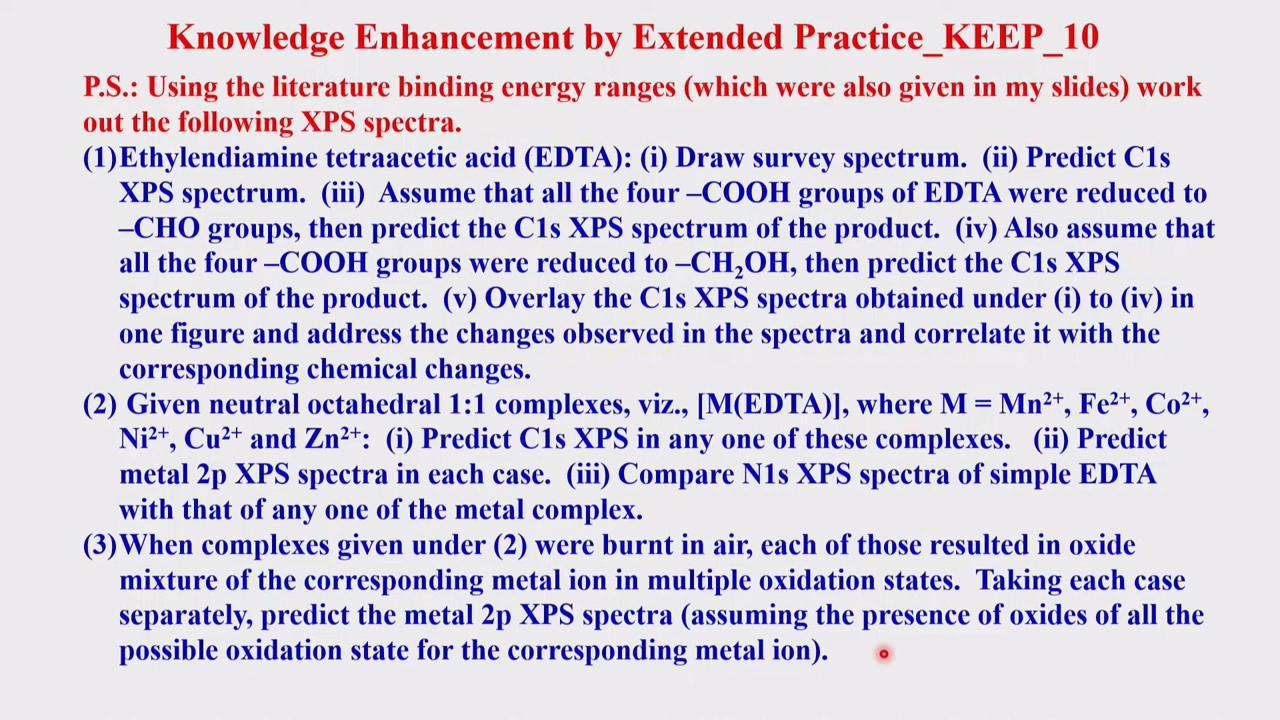 Knowledge Enhancement by Extended Practice_KEEP_10
P.S.: Using the literature binding energy ranges (which were also given in my slides) work
out the following XPS spectra.
(1)Ethylendiamine tetraacetic acid (EDTA): (i) Draw survey spectrum. (ii) Predict C1s
XPS spectrum. (iii) Assume that all the four –COOH groups of EDTA were reduced to
–CHO groups, then predict the C1s XPS spectrum of the product. (iv) Also assume that
all the four –COOH groups were reduced to –CH₂OH, then predict the C1s XPS
spectrum of the product. (v) Overlay the C1s XPS spectra obtained under (i) to (iv) in
one figure and address the changes observed in the spectra and correlate it with the
corresponding chemical changes.
(2) Given neutral octahedral 1:1 complexes, viz., [M(EDTA)], where M = Mn²⁺, Fe²⁺, Co²⁺,
Ni²⁺, Cu²⁺ and Zn²⁺: (i) Predict C1s XPS in any one of these complexes. (ii) Predict
metal 2p XPS spectra in each case. (iii) Compare N1s XPS spectra of simple EDTA
with that of any one of the metal complex.
(3)When complexes given under (2) were burnt in air, each of those resulted in oxide
mixture of the corresponding metal ion in multiple oxidation states. Taking each case
separately, predict the metal 2p XPS spectra (assuming the presence of oxides of all the
possible oxidation state for the corresponding metal ion).